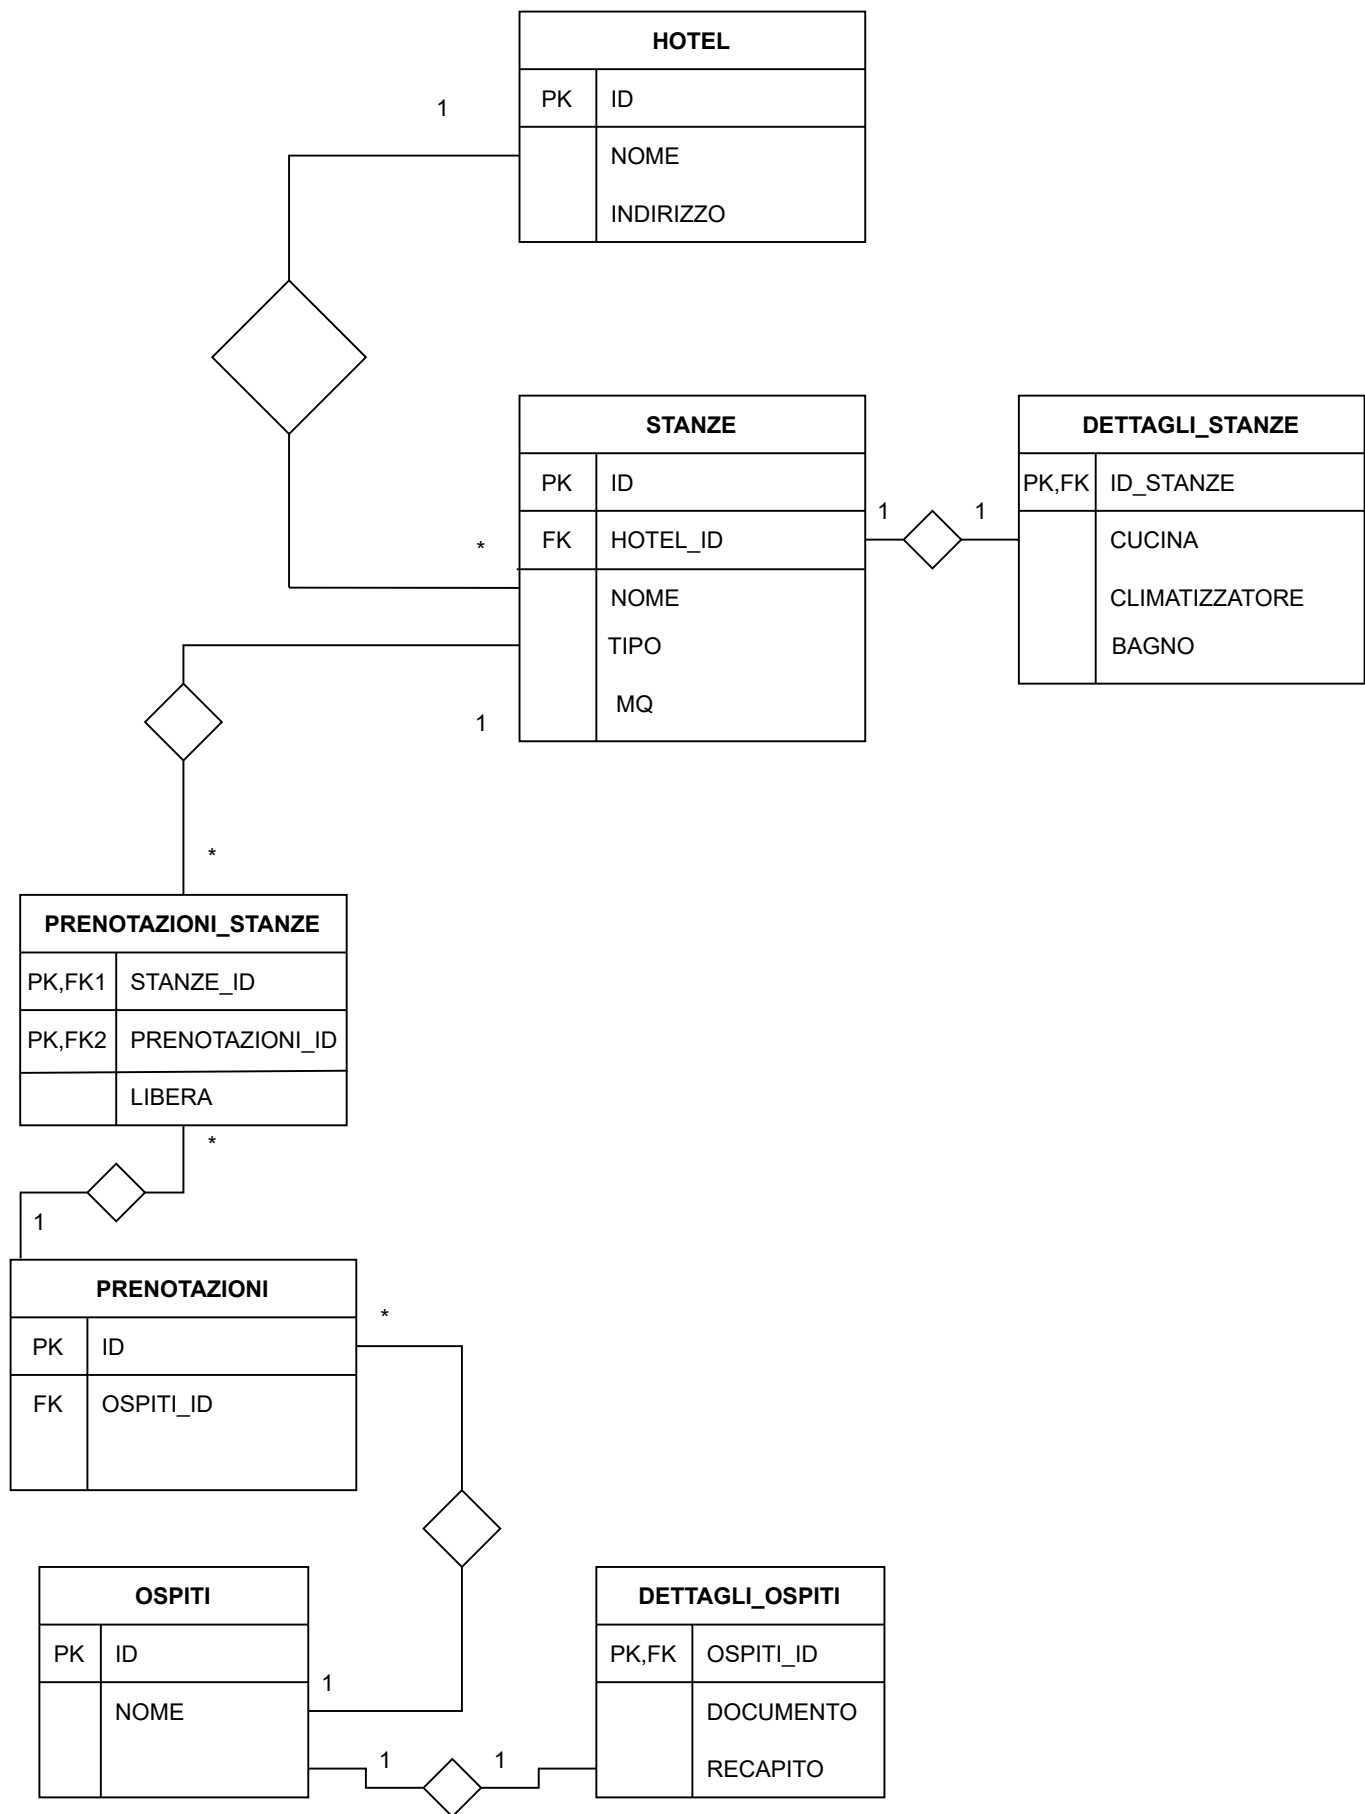 HOTEL
PK ID
1
NOME
INDIRIZZO
STANZE
PK ID
FK HOTEL_ID
*
NOME
TIPO
MQ
1
DETTAGLI_STANZE
PK,FK ID_STANZE
1 1
CUCINA
CLIMATIZZATORE
BAGNO
*
PRENOTAZIONI_STANZE
PK,FK1 STANZE_ID
PK,FK2 PRENOTAZIONI_ID
LIBERA
*
1
PRENOTAZIONI
*
PK ID
FK OSPITI_ID
OSPITI
PK ID
1
NOME
1 1
DETTAGLI_OSPITI
PK,FK OSPITI_ID
DOCUMENTO
RECAPITO